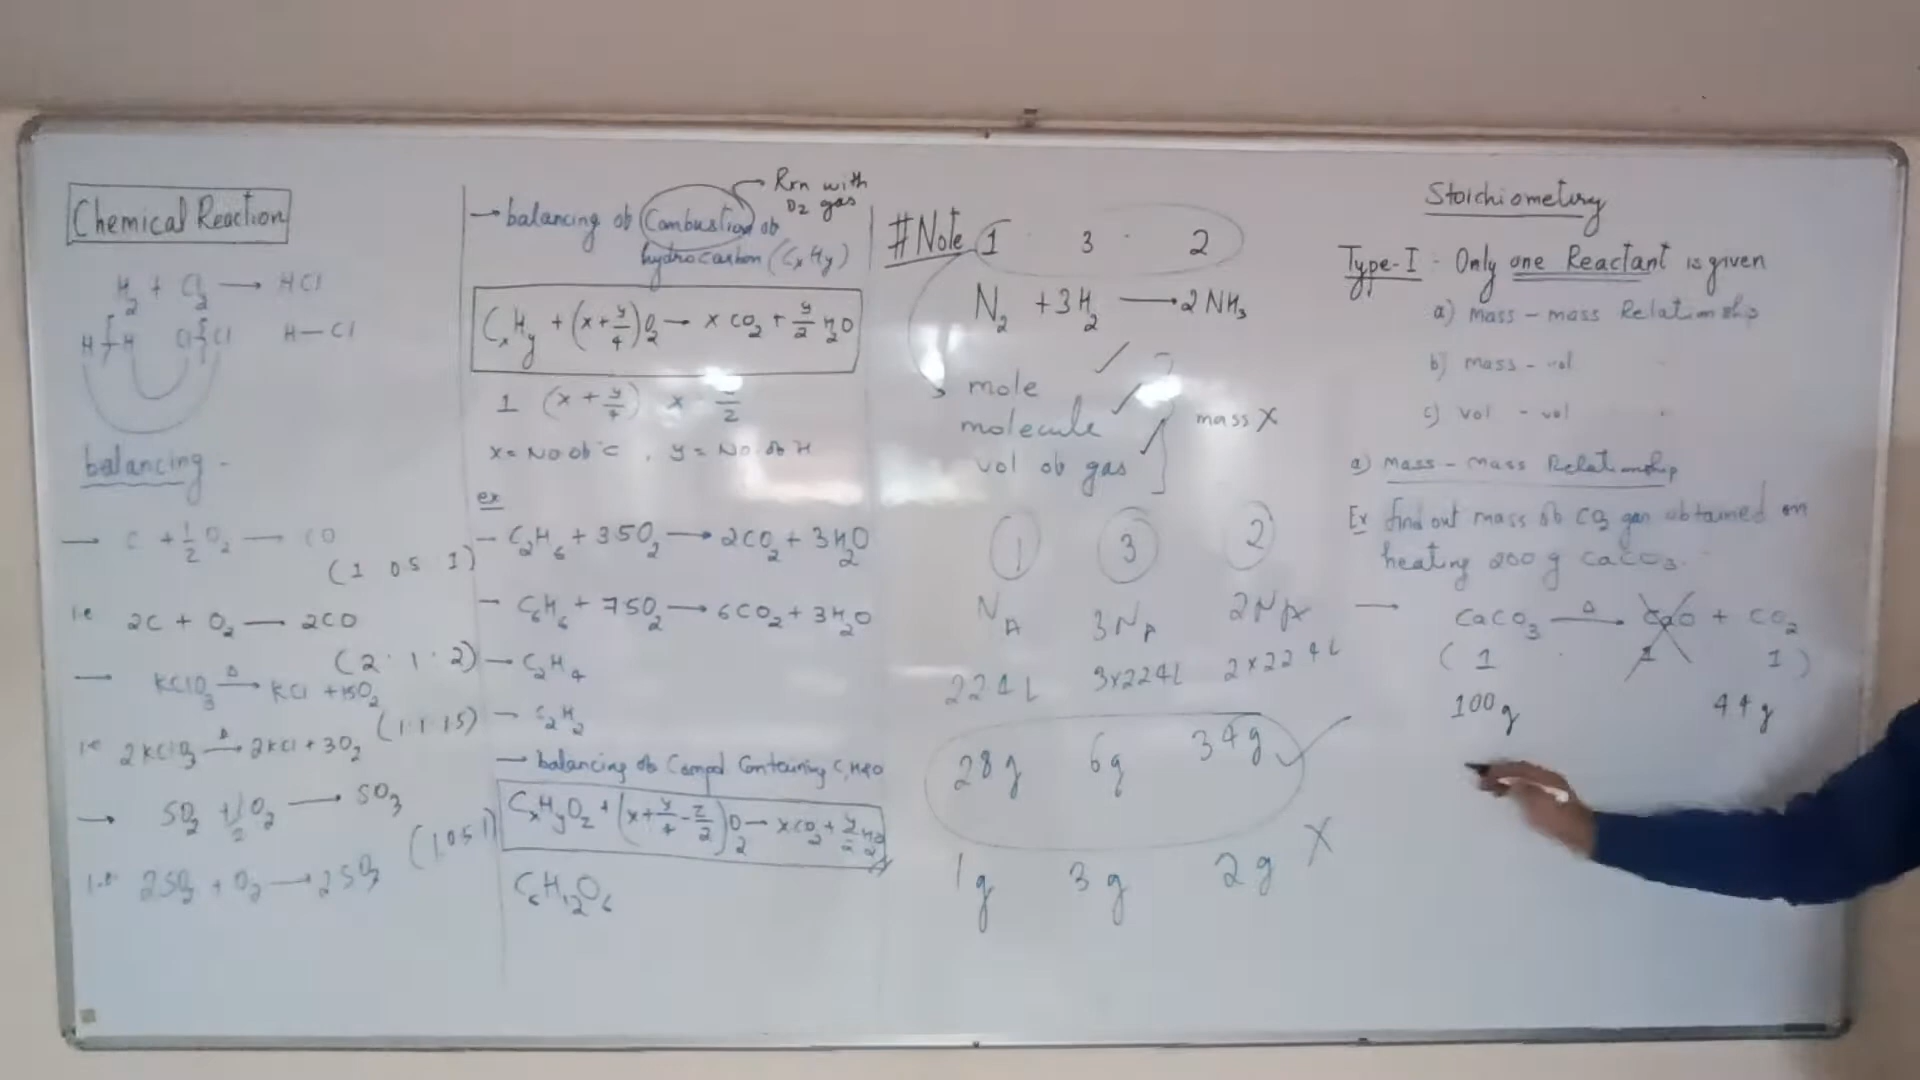 Chemical Reaction
H2 + Cl2 → HCl
H H Cl Cl H-Cl
balancing -
→ C + 1/2 O2 → CO
(1 0.5 1)
i.e 2C + O2 → 2CO
(2 · 1 · 2)
→ KClO3 →Δ KCl + 1.5O2
(1·1·1.5)
i.e 2KClO3 →Δ 2KCl + 3O2
→ SO2 + 1/2 O2 → SO3
(1 0.5 1)
i.e 2SO2 + O2 → 2SO3
→ Rxn with
O2 gas
→ balancing of Combustion of
hydrocarbon (CxHy)
CxHy + (x + y/4)O2 → x CO2 + y/2 H2O
1 (x + y/4) x y/2
x = No of C , y = No. of H
ex
- C2H6 + 3.5O2 → 2CO2 + 3H2O
- C6H6 + 7.5O2 → 6CO2 + 3H2O
→ C2H4
→ C2H2
→ balancing of Compd Containing C, H & O
CxHyOz + (x + y/4 - z/2)O2 → xCO2 + y/2 H2O
C6H12O6
#Note 1 · 3 · 2
N2 + 3H2 → 2NH3
mole ✓
molecule ✓ mass X
vol of gas ✓
1 3 2
NA 3NA 2NA
22.4L 3×22.4L 2×22.4L
28g 6g 34g ✓
1g 3g 2g X
Stoichiometry
Type-I : Only one Reactant is given
a) Mass - mass Relationship
b) mass - vol "
c) vol - vol "
a) Mass - mass Relationship
Ex find out mass of CO2 gas obtained on
heating 200 g CaCO3.
→ CaCO3 →Δ CaO + CO2
( 1 · 1 1 )
100g 44g